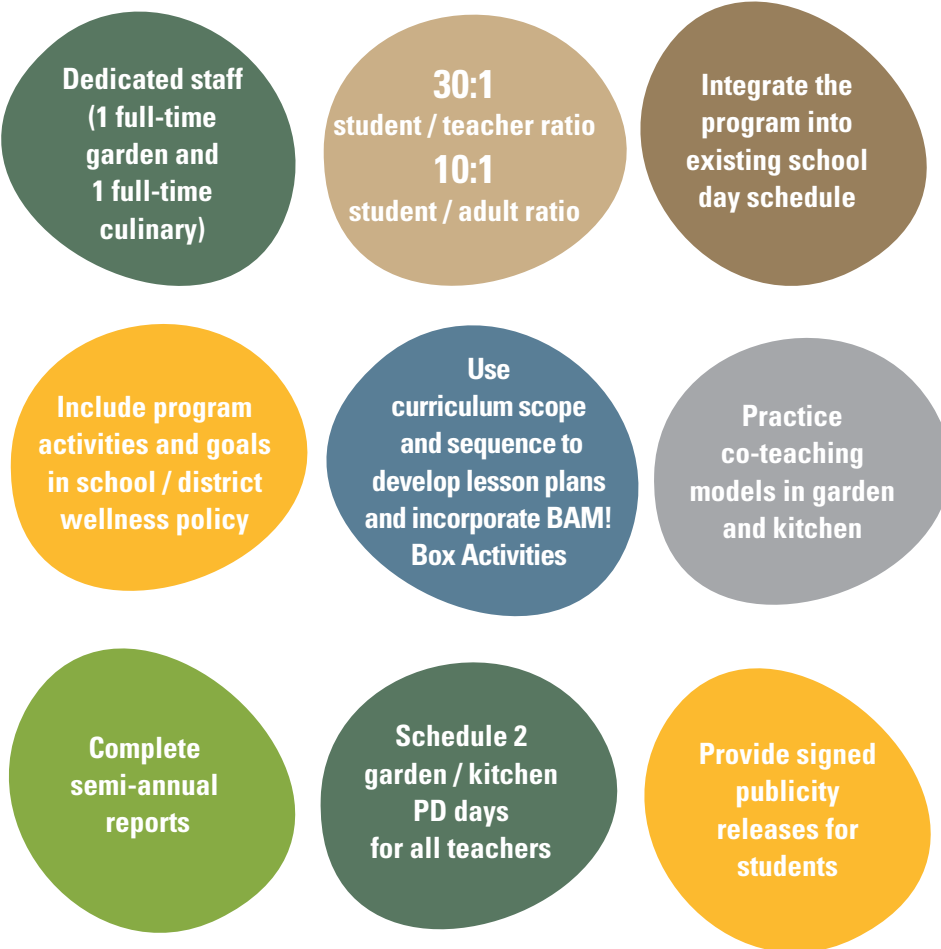 Dedicated staff
(1 full-time
garden and
1 full-time
culinary)
30:1
student / teacher ratio
10:1
student / adult ratio
Integrate the
program into
existing school
day schedule
Include program
activities and goals
in school / district
wellness policy
Use
curriculum scope
and sequence to
develop lesson plans
and incorporate BAM!
Box Activities
Practice
co-teaching
models in garden
and kitchen
Complete
semi-annual
reports
Schedule 2
garden / kitchen
PD days
for all teachers
Provide signed
publicity
releases for
students